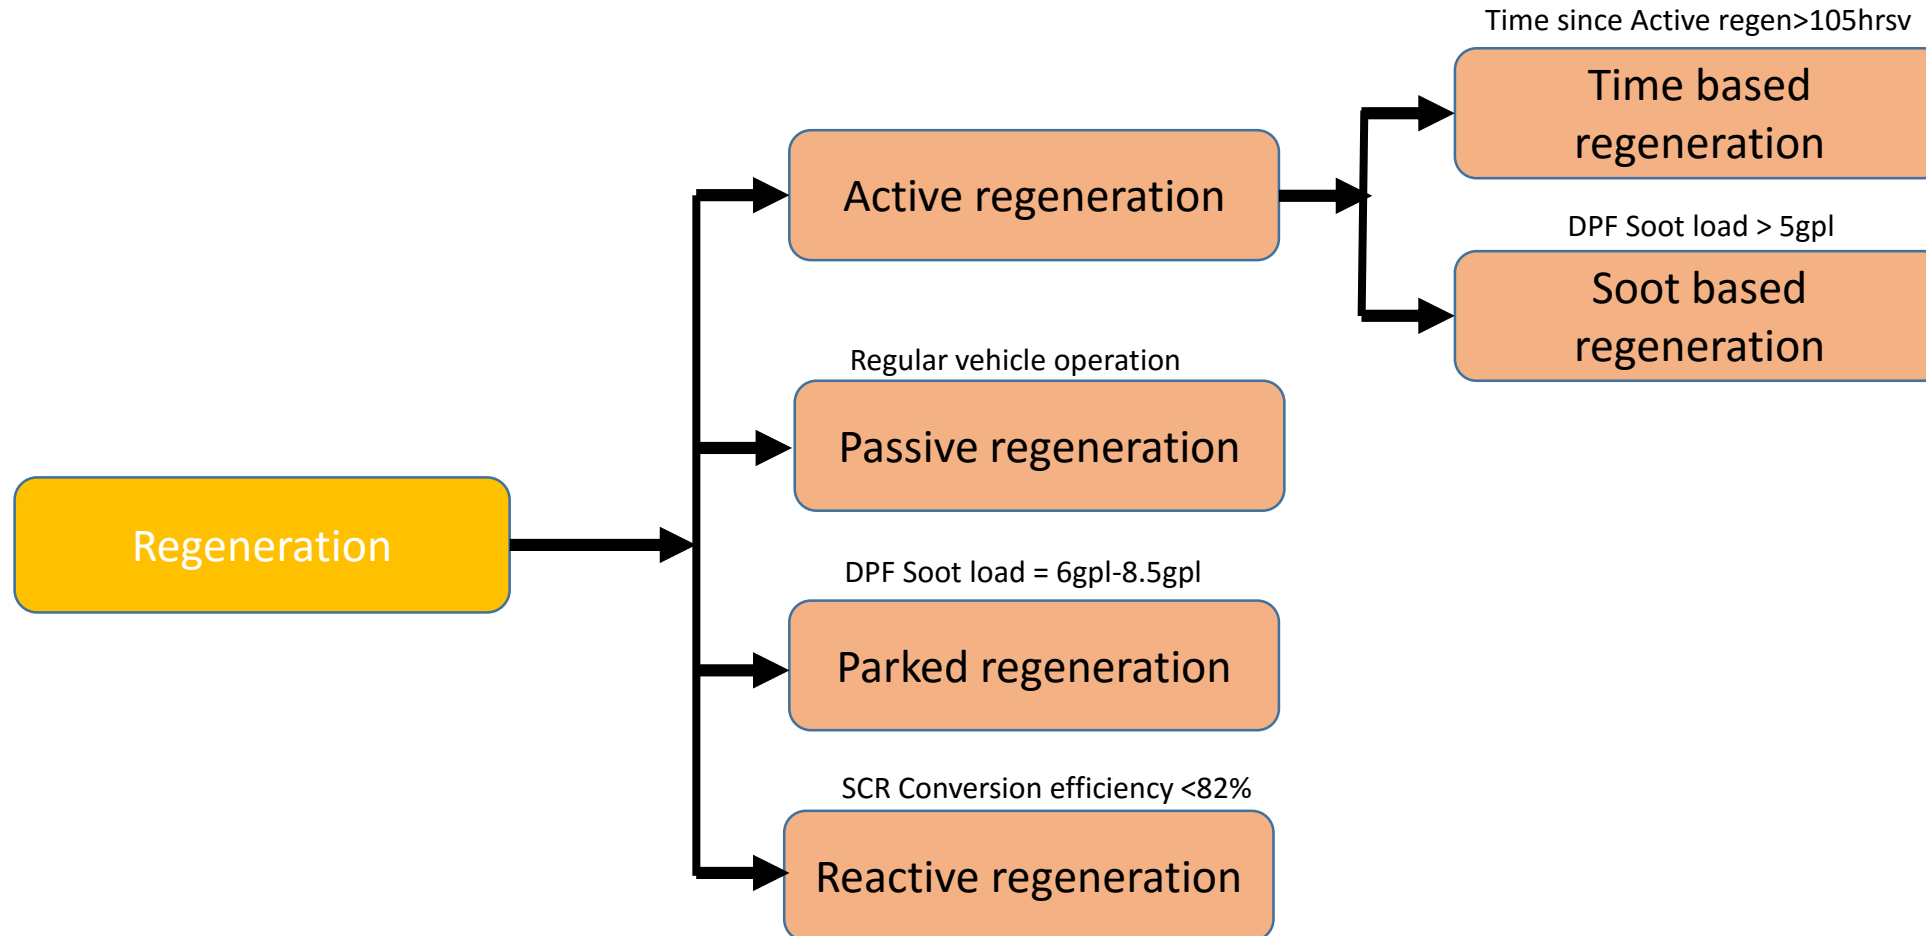 Time since Active regen>105hrsv
Time based
regeneration
Active regeneration
DPF Soot load > 5gpl
Soot based
regeneration
Regular vehicle operation
Passive regeneration
Regeneration
DPF Soot load = 6gpl-8.5gpl
Parked regeneration
SCR Conversion efficiency <82%
Reactive regeneration